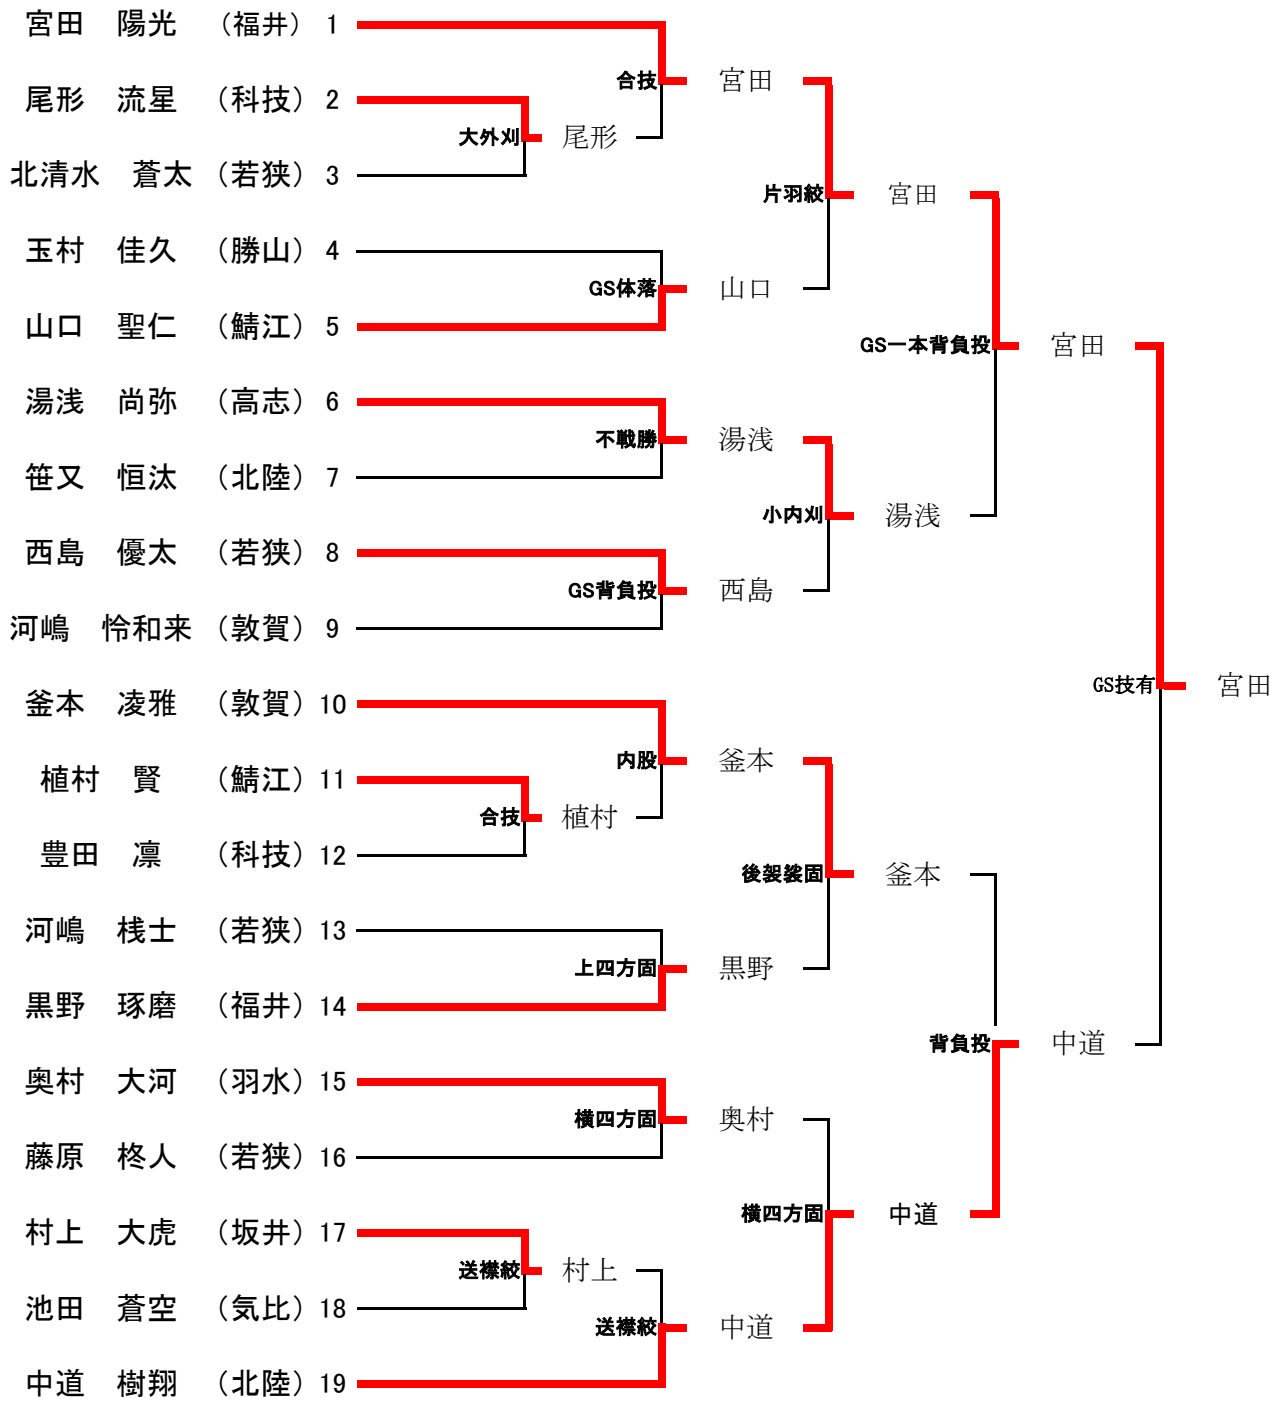 宮田　陽光　（福井） 1
合技　宮田
尾形　流星　（科技） 2
大外刈　尾形
北清水　蒼太（若狭） 3
片羽絞　宮田
玉村　佳久　（勝山） 4
GS体落　山口
山口　聖仁　（鯖江） 5
GS一本背負投　宮田
湯浅　尚弥　（高志） 6
不戦勝　湯浅
笹又　恒汰　（北陸） 7
小内刈　湯浅
西島　優太　（若狭） 8
GS背負投　西島
河嶋　怜和来（敦賀） 9
GS技有　宮田
釜本　凌雅　（敦賀） 10
内股　釜本
植村　賢　（鯖江） 11
合技　植村
豊田　凛　（科技） 12
後袈裟固　釜本
河嶋　桟士　（若狭） 13
上四方固　黒野
黒野　琢磨　（福井） 14
背負投　中道
奥村　大河　（羽水） 15
横四方固　奥村
藤原　柊人　（若狭） 16
横四方固　中道
村上　大虎　（坂井） 17
送襟絞　村上
池田　蒼空　（気比） 18
送襟絞　中道
中道　樹翔　（北陸） 19